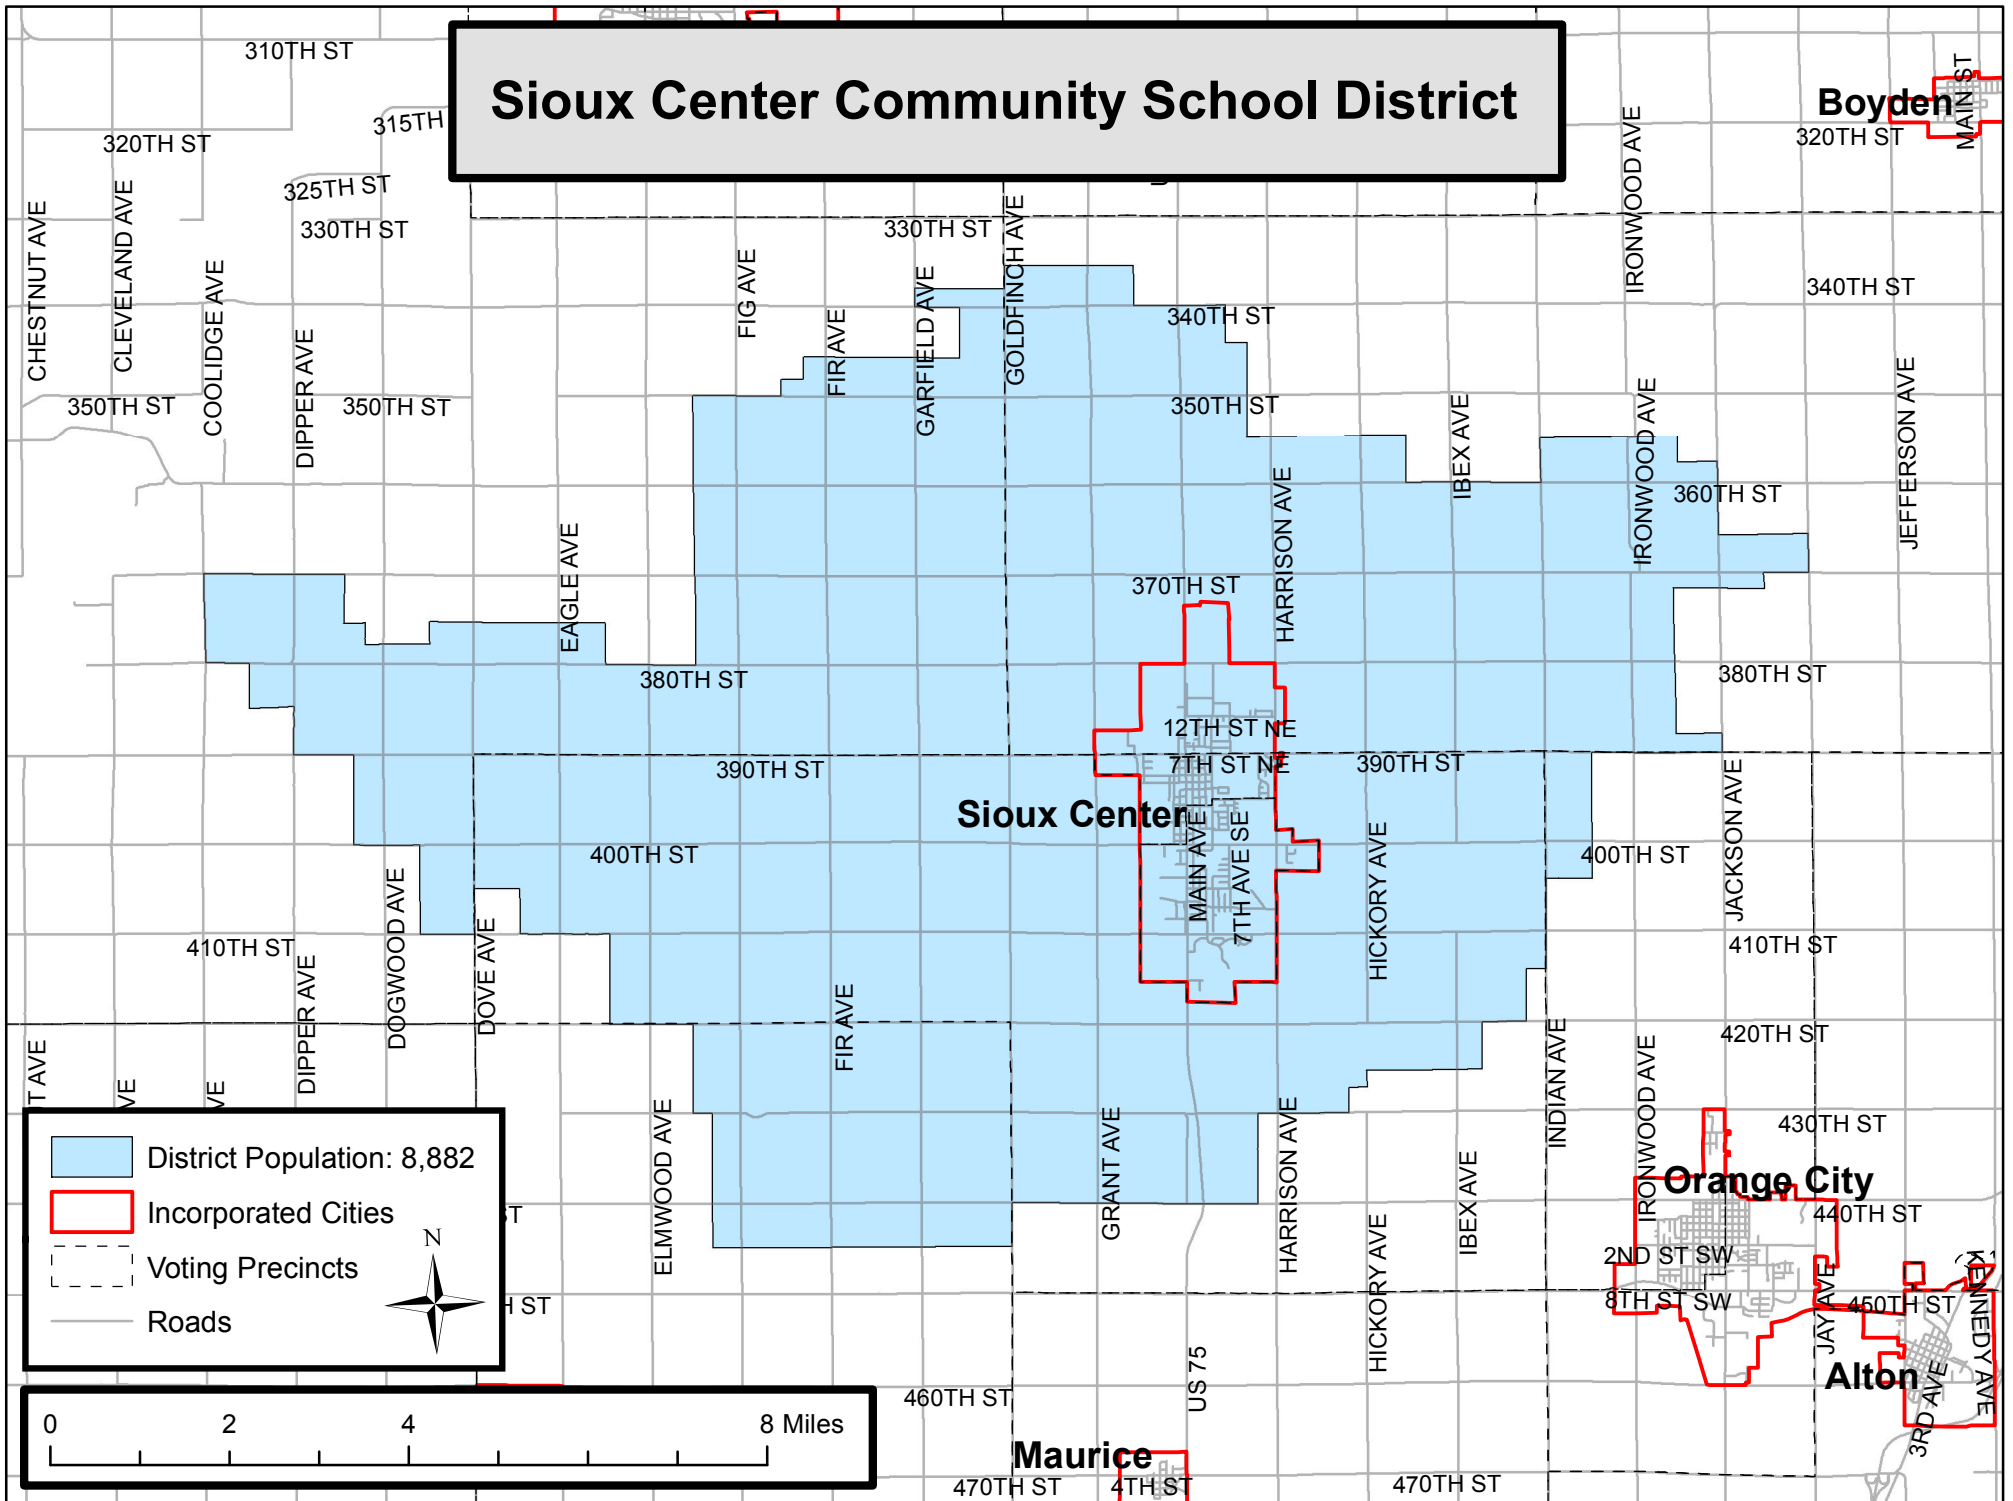 Sioux Center Community School District
310TH ST
315TH
320TH ST
325TH ST
330TH ST
330TH ST
Boyden
MAIN ST
320TH ST
IRONWOOD AVE
CHESTNUT AVE
CLEVELAND AVE
COOLIDGE AVE
DIPPER AVE
FIG AVE
FIR AVE
GARFIELD AVE
GOLDFINCH AVE
340TH ST
340TH ST
350TH ST
350TH ST
350TH ST
IBEX AVE
IRONWOOD AVE
JEFFERSON AVE
360TH ST
EAGLE AVE
HARRISON AVE
370TH ST
380TH ST
380TH ST
12TH ST NE
7TH ST NE
390TH ST
390TH ST
Sioux Center
MAIN AVE
7TH AVE SE
HICKORY AVE
JACKSON AVE
400TH ST
400TH ST
DOGWOOD AVE
DOVE AVE
410TH ST
410TH ST
DIPPER AVE
FIR AVE
420TH ST
INDIAN AVE
IRONWOOD AVE
T AVE
VE
VE
430TH ST
ELMWOOD AVE
GRANT AVE
HARRISON AVE
IBEX AVE
HICKORY AVE
Orange City
440TH ST
2ND ST SW
8TH ST SW
JAY AVE
450TH ST
KENNEDY AVE
Alton
3RD AVE
US 75
460TH ST
Maurice
470TH ST
4TH ST
470TH ST
District Population: 8,882
Incorporated Cities
Voting Precincts
Roads
N
ST
H ST
0 2 4 8 Miles